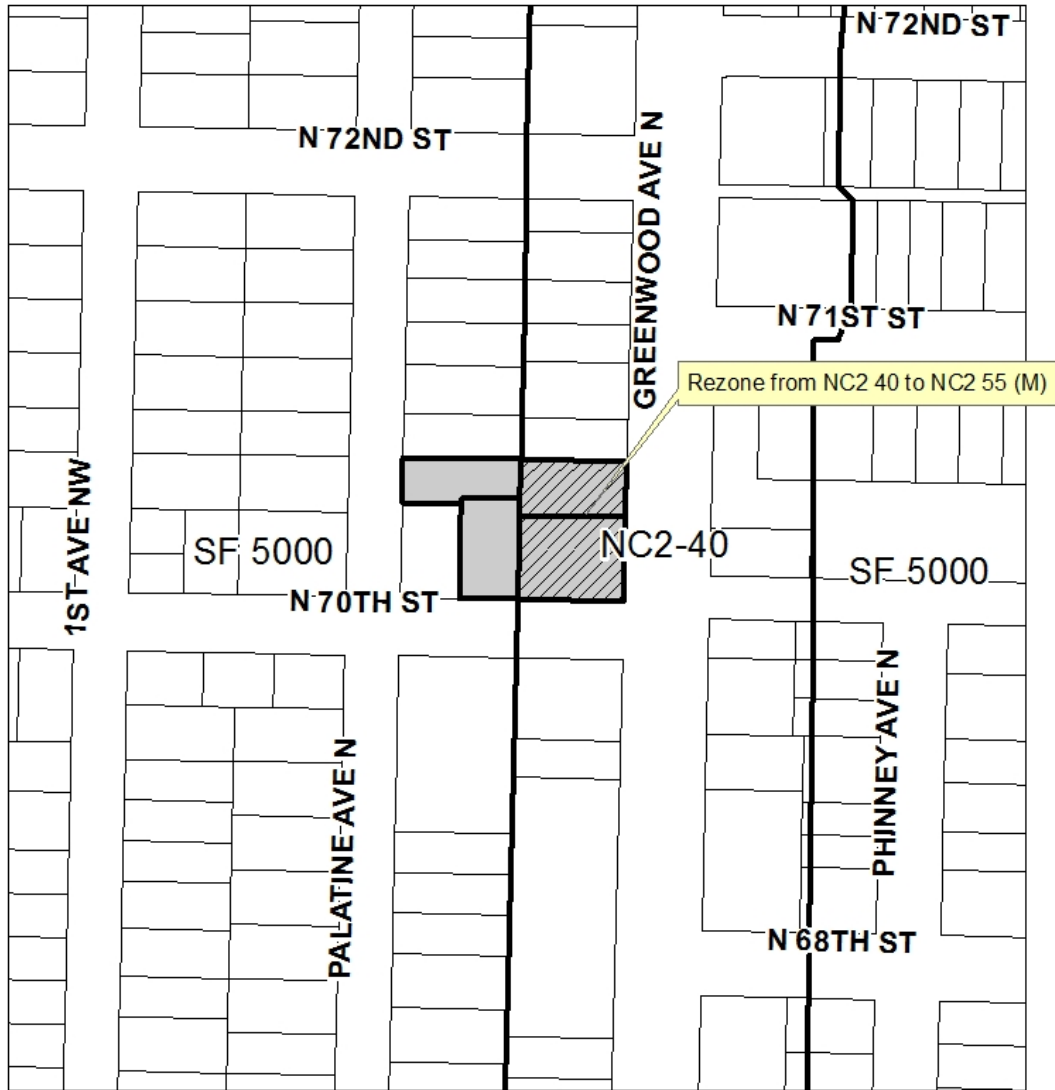 N 72ND ST
N 72ND ST
GREENWOOD AVE N
N 71ST ST
Rezone from NC2 40 to NC2 55 (M)
1ST AVE NW
SF 5000
NC2-40
SF 5000
N 70TH ST
PALATINE AVE N
PHINNEY AVE N
N 68TH ST